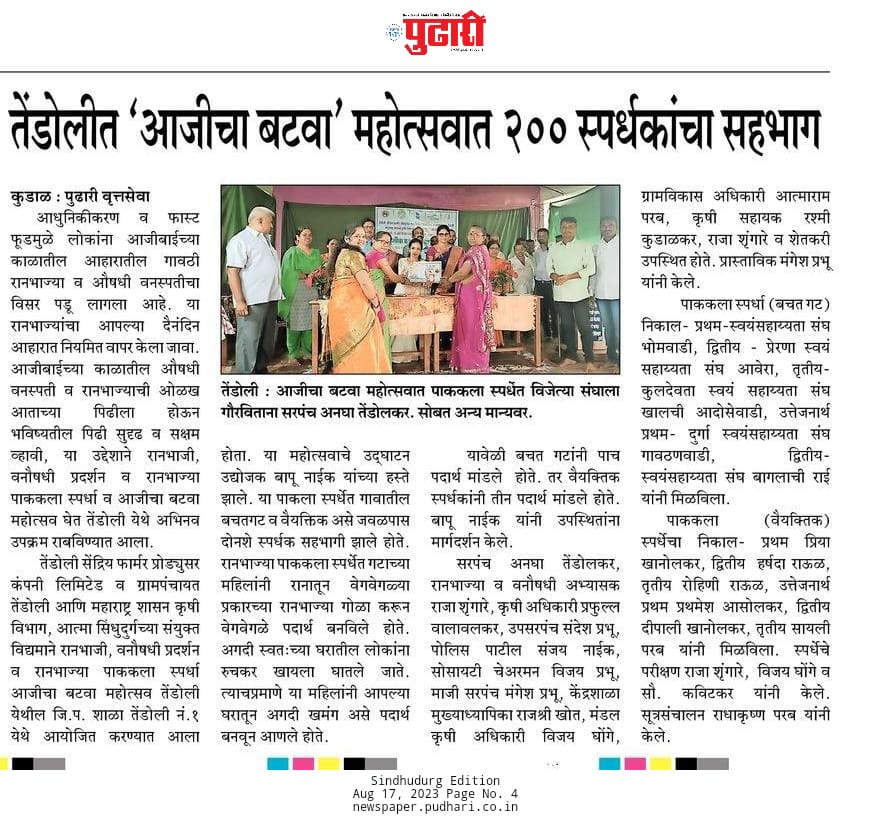 पुढारी
तेंडोलीत 'आजीचा बटवा' महोत्सवात २०० स्पर्धकांचा सहभाग
कुडाळ : पुढारी वृत्तसेवा
आधुनिकीकरण व फास्ट
फूडमुळे लोकांना आजीबाईच्या
काळातील आहारातील गावठी
रानभाज्या व औषधी वनस्पतीचा
विसर पडू लागला आहे. या
रानभाज्यांचा आपल्या दैनंदिन
आहारात नियमित वापर केला जावा.
आजीबाईच्या काळातील औषधी
वनस्पती व रानभाज्याची ओळख
आताच्या पिढीला होऊन
भविष्यातील पिढी सुदृढ व सक्षम
व्हावी, या उद्देशाने रानभाजी,
वनौषधी प्रदर्शन व रानभाज्या
पाककला स्पर्धा व आजीचा बटवा
महोत्सव घेत तेंडोली येथे अभिनव
उपक्रम राबविण्यात आला.
तेंडोली सेंद्रिय फार्मर प्रोड्युसर
कंपनी लिमिटेड व ग्रामपंचायत
तेंडोली आणि महाराष्ट्र शासन कृषी
विभाग, आत्मा सिंधुदुर्गच्या संयुक्त
विद्यमाने रानभाजी, वनौषधी प्रदर्शन
व रानभाज्या पाककला स्पर्धा
आजीचा बटवा महोत्सव तेंडोली
येथील जि.प. शाळा तेंडोली नं.१
येथे आयोजित करण्यात आला
तेंडोली : आजीचा बटवा महोत्सवात पाककला स्पर्धेत विजेत्या संघाला
गौरविताना सरपंच अनघा तेंडोलकर. सोबत अन्य मान्यवर.
होता. या महोत्सवाचे उद्‌घाटन
उद्योजक बापू नाईक यांच्या हस्ते
झाले. या पाकला स्पर्धेत गावातील
बचतगट व वैयक्तिक असे जवळपास
दोनशे स्पर्धक सहभागी झाले होते.
रानभाज्या पाककला स्पर्धेत गटाच्या
महिलांनी रानातून वेगवेगळ्या
प्रकारच्या रानभाज्या गोळा करून
वेगवेगळे पदार्थ बनविले होते.
अगदी स्वतःच्या घरातील लोकांना
रुचकर खायला घातले जाते.
त्याचप्रमाणे या महिलांनी आपल्या
घरातून अगदी खमंग असे पदार्थ
बनवून आणले होते.
यावेळी बचत गटांनी पाच
पदार्थ मांडले होते. तर वैयक्तिक
स्पर्धकांनी तीन पदार्थ मांडले होते.
बापू नाईक यांनी उपस्थितांना
मार्गदर्शन केले.
सरपंच अनघा तेंडोलकर,
रानभाज्या व वनौषधी अभ्यासक
राजा शृंगारे, कृषी अधिकारी प्रफुल्ल
वालावलकर, उपसरपंच संदेश प्रभू,
पोलिस पाटील संजय नाईक,
सोसायटी चेअरमन विजय प्रभू,
माजी सरपंच मंगेश प्रभू, केंद्रशाळा
मुख्याध्यापिका राजश्री खोत, मंडल
कृषी अधिकारी विजय घोंगे,
ग्रामविकास अधिकारी आत्माराम
परब, कृषी सहायक रश्मी
कुडाळकर, राजा शृंगारे व शेतकरी
उपस्थित होते. प्रास्ताविक मंगेश प्रभू
यांनी केले.
पाककला स्पर्धा (बचत गट)
निकाल- प्रथम-स्वयंसहाय्यता संघ
भोमवाडी, द्वितीय - प्रेरणा स्वयं
सहाय्यता संघ आवेरा, तृतीय-
कुलदेवता स्वयं सहाय्यता संघ
खालची आदोसेवाडी, उत्तेजनार्थ
प्रथम- दुर्गा स्वयंसहाय्यता संघ
गावठणवाडी, द्वितीय-
स्वयंसहाय्यता संघ बागलाची राई
यांनी मिळविला.
पाककला (वैयक्तिक)
स्पर्धेचा निकाल- प्रथम प्रिया
खानोलकर, द्वितीय हर्षदा राऊळ,
तृतीय रोहिणी राऊळ, उत्तेजनार्थ
प्रथम प्रथमेश आसोलकर, द्वितीय
दीपाली खानोलकर, तृतीय सायली
परब यांनी मिळविला. स्पर्धेचे
परीक्षण राजा शृंगारे, विजय घोंगे व
सौ. कविटकर यांनी केले.
सूत्रसंचालन राधाकृष्ण परब यांनी
केले.
Sindhudurg Edition
Aug 17, 2023 Page No. 4
newspaper.pudhari.co.in